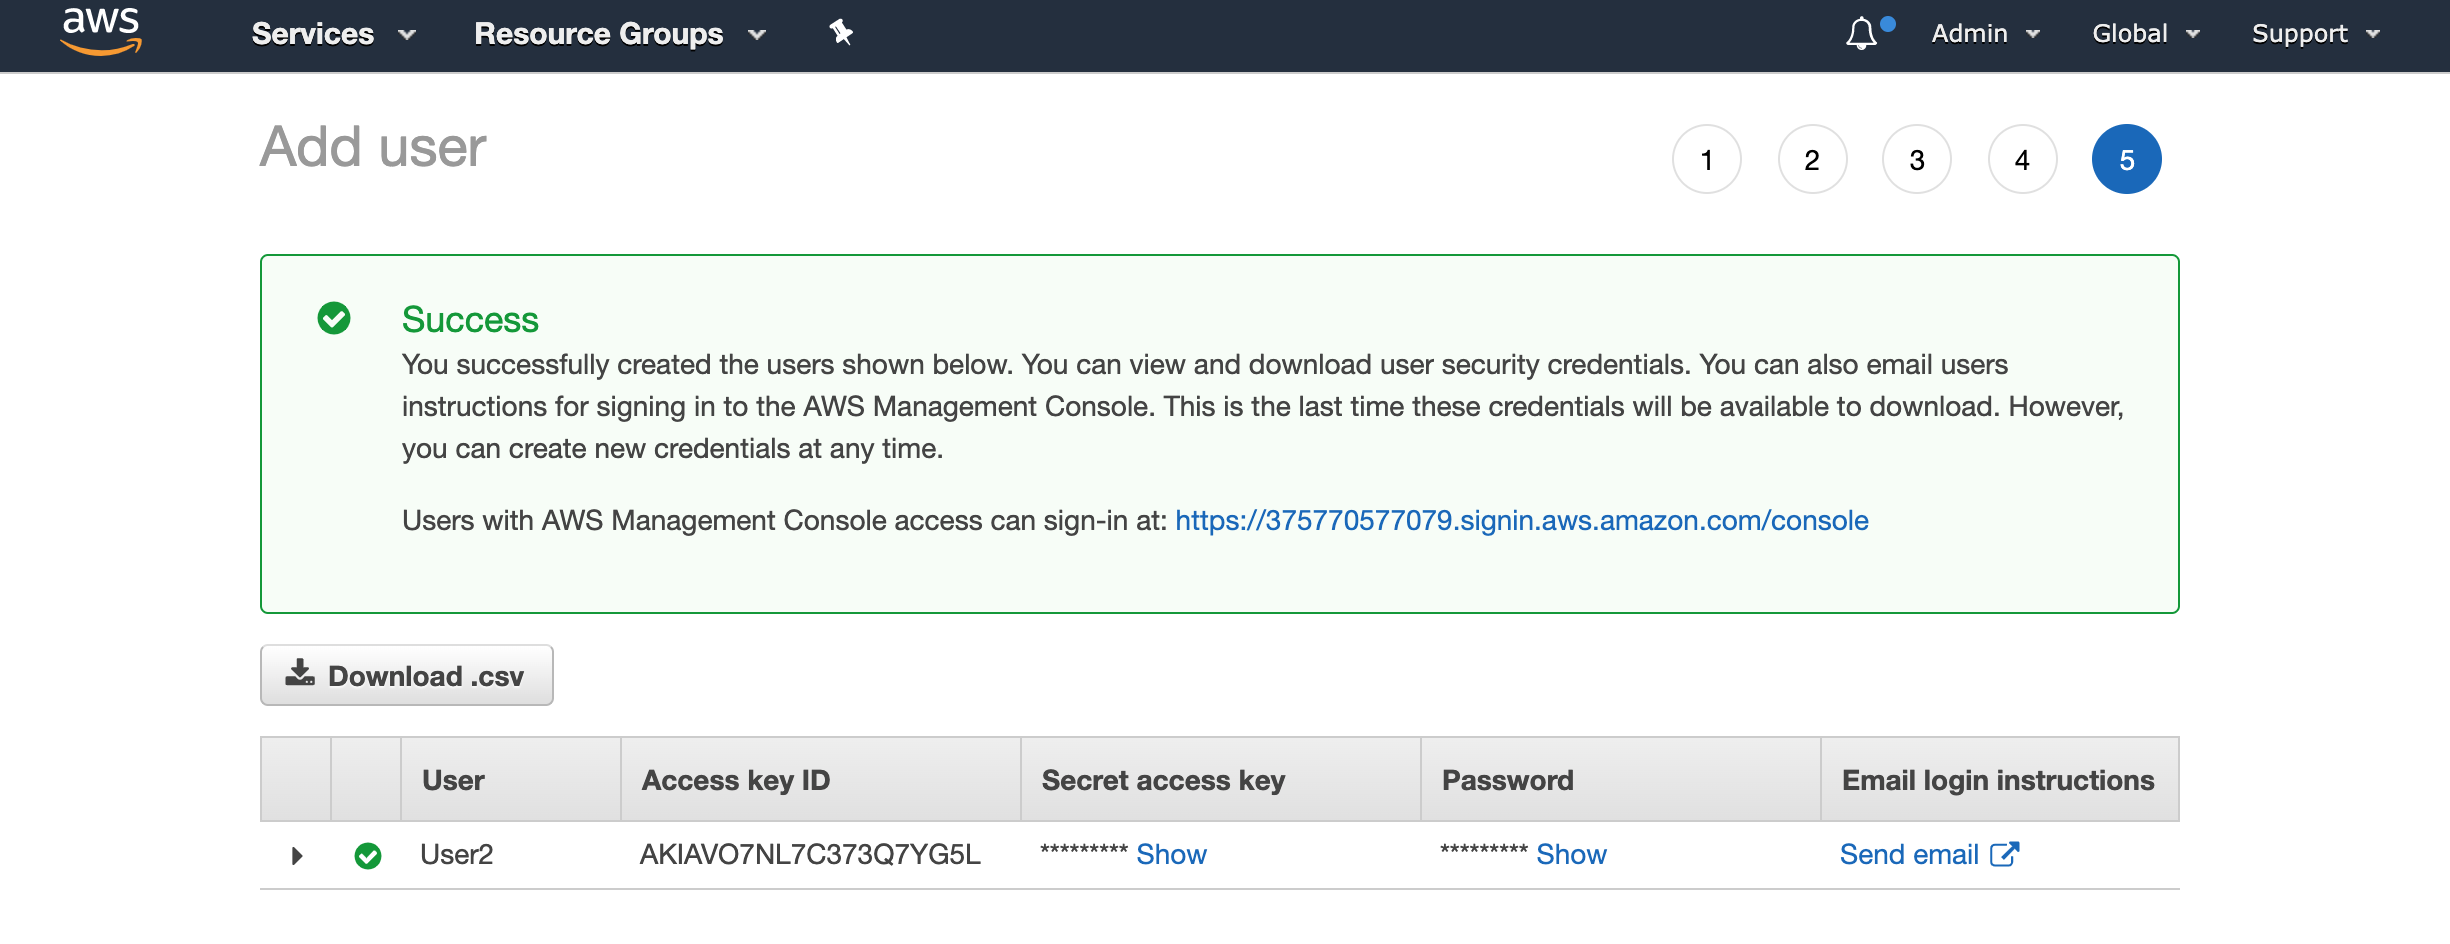 aws Services Resource Groups Admin Global Support
Add user 1 2 3 4 5
Success
You successfully created the users shown below. You can view and download user security credentials. You can also email users
instructions for signing in to the AWS Management Console. This is the last time these credentials will be available to download. However,
you can create new credentials at any time.
Users with AWS Management Console access can sign-in at: https://375770577079.signin.aws.amazon.com/console
Download .csv
User Access key ID Secret access key Password Email login instructions
User2 AKIAVO7NL7C373Q7YG5L ********* Show ********* Show Send email